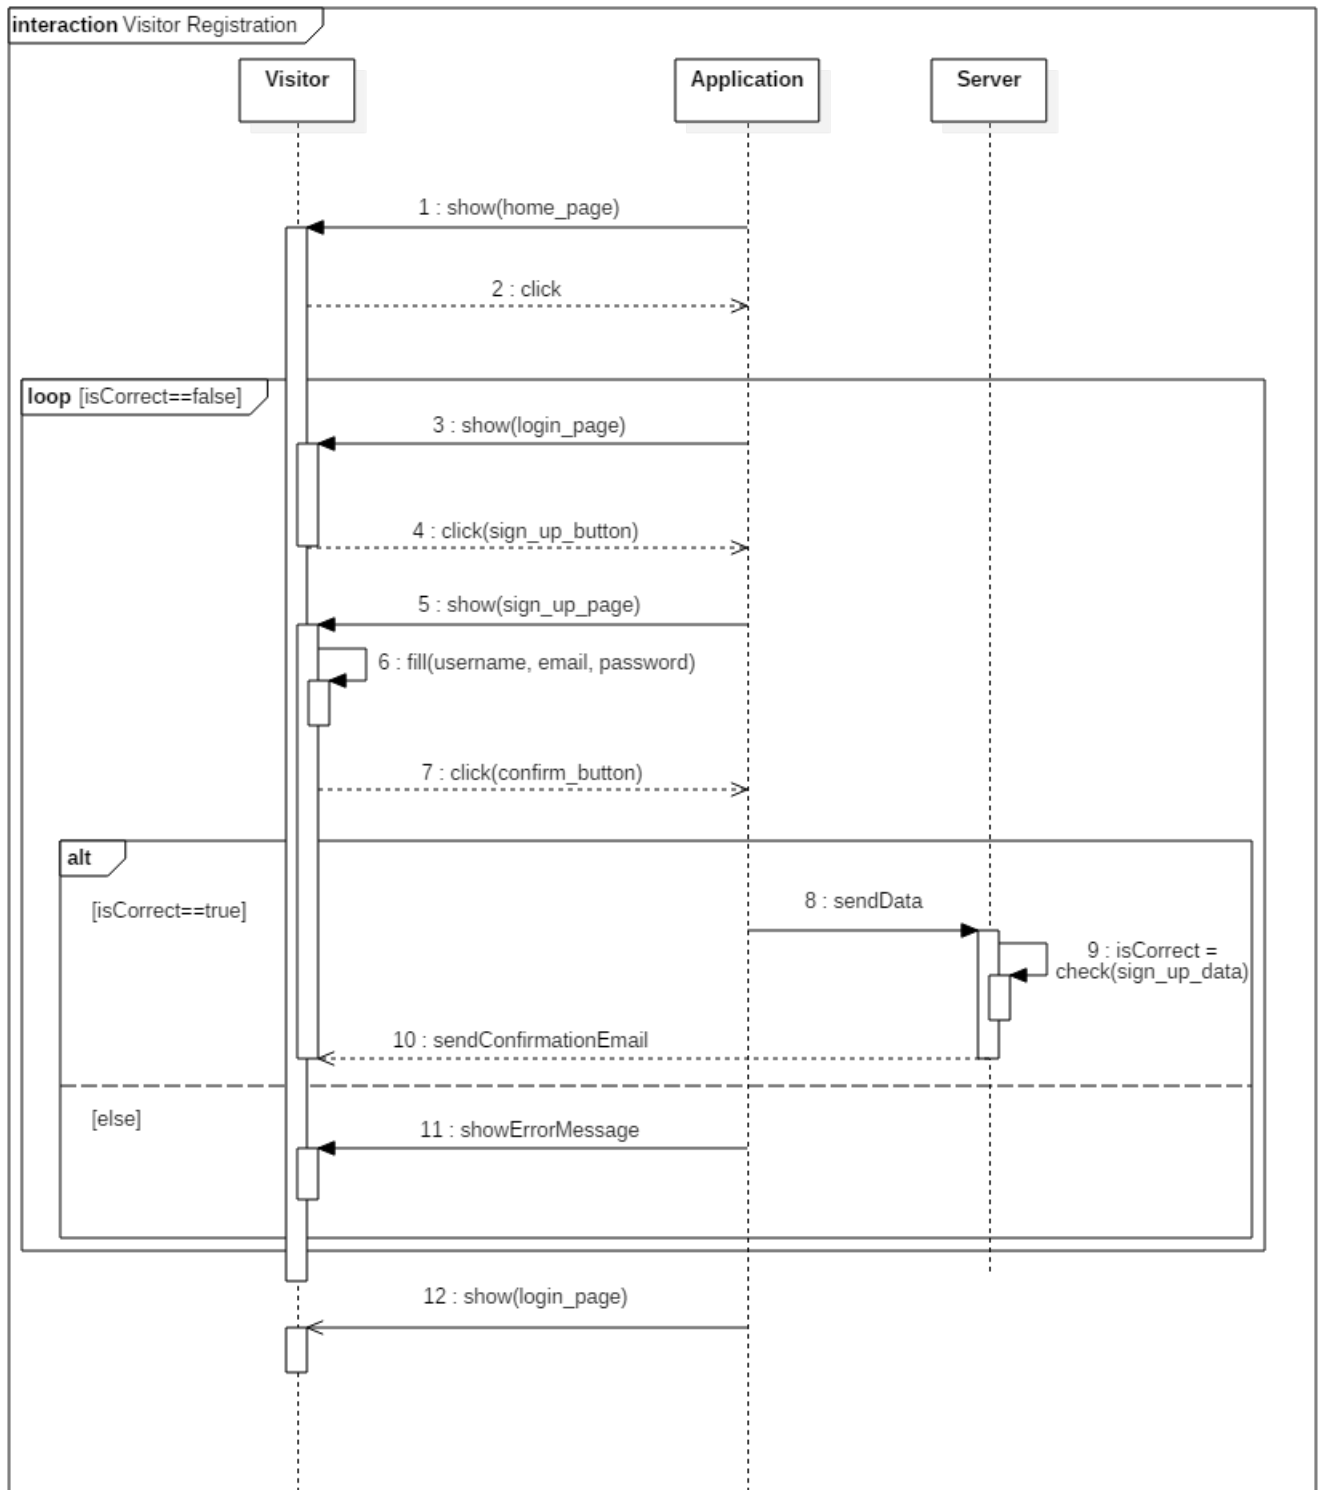 interaction Visitor Registration
Visitor
Application
Server
1 : show(home_page)
2 : click
loop [isCorrect==false]
3 : show(login_page)
4 : click(sign_up_button)
5 : show(sign_up_page)
6 : fill(username, email, password)
7 : click(confirm_button)
alt
[isCorrect==true]
8 : sendData
9 : isCorrect =
check(sign_up_data)
10 : sendConfirmationEmail
[else]
11 : showErrorMessage
12 : show(login_page)